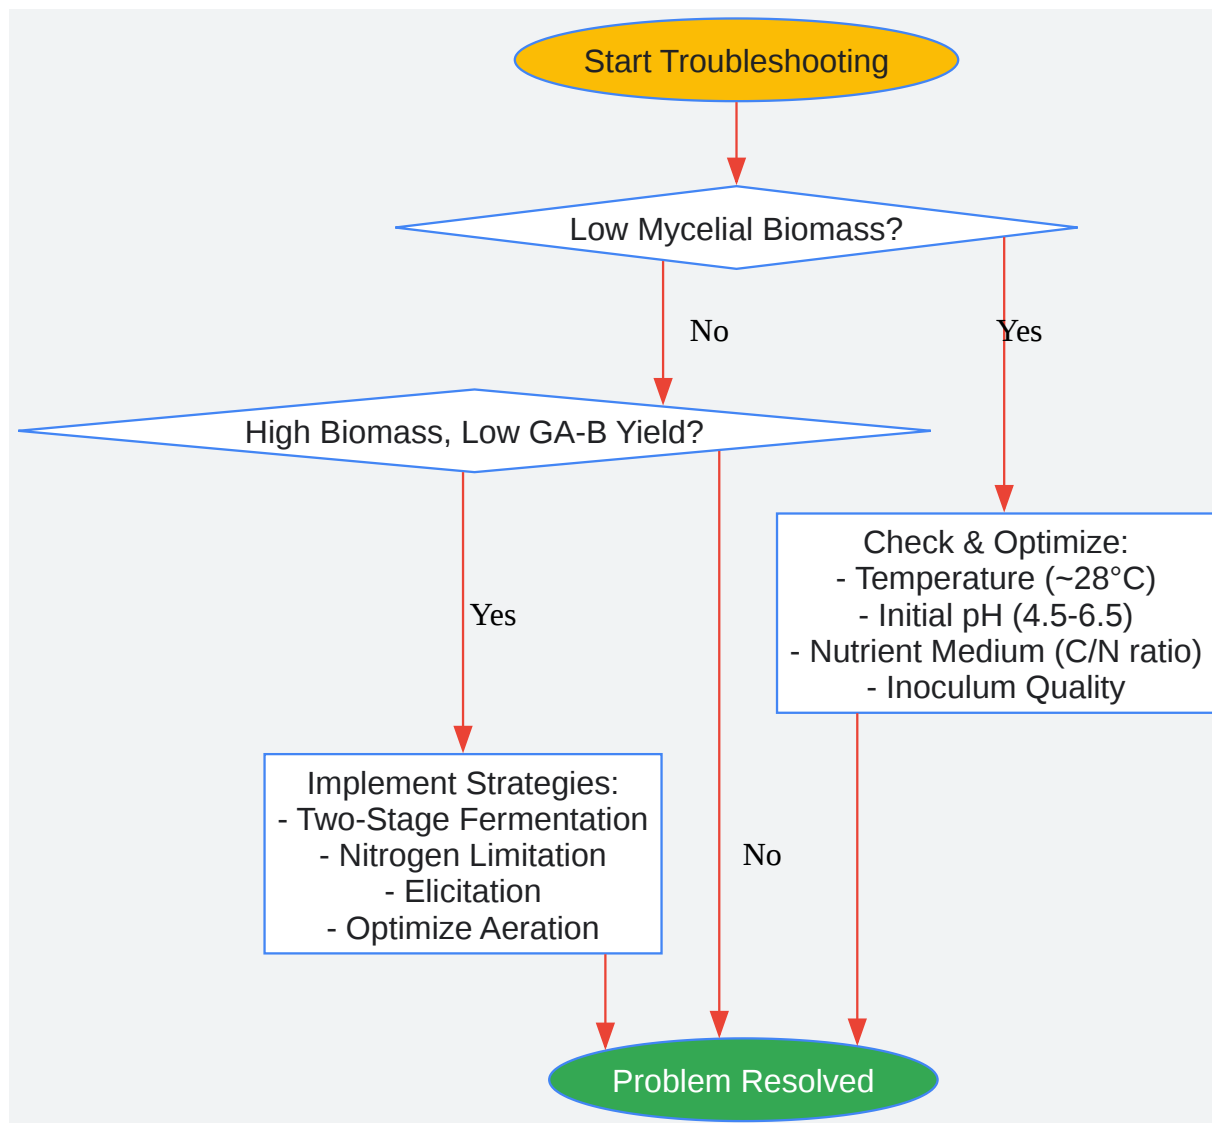 Start Troubleshooting
Low Mycelial Biomass?
No
Yes
High Biomass, Low GA-B Yield?
Check & Optimize:
- Temperature (~28°C)
- Initial pH (4.5-6.5)
- Nutrient Medium (C/N ratio)
- Inoculum Quality
Yes
Implement Strategies:
- Two-Stage Fermentation
- Nitrogen Limitation
- Elicitation
- Optimize Aeration
No
Problem Resolved